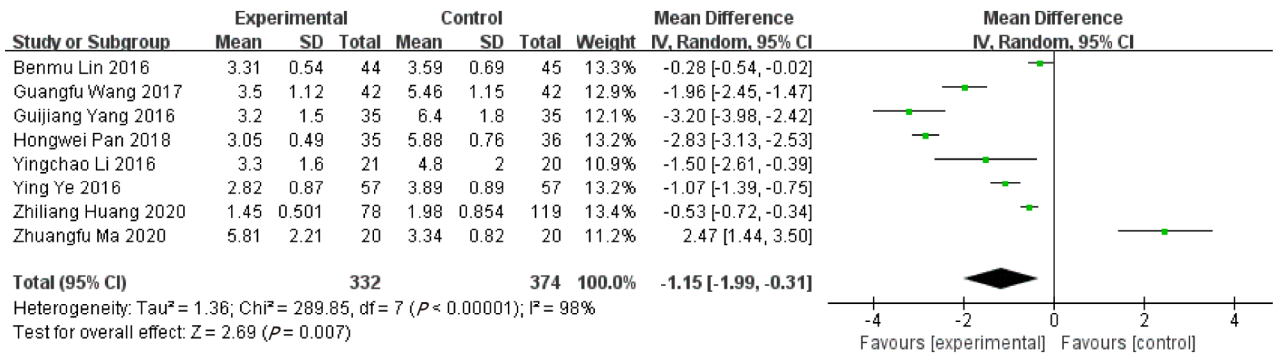 Experimental Control Mean Difference Mean Difference
Study or Subgroup Mean SD Total Mean SD Total Weight IV, Random, 95% CI IV, Random, 95% CI
Benmu Lin 2016 3.31 0.54 44 3.59 0.69 45 13.3% -0.28 [-0.54, -0.02]
Guangfu Wang 2017 3.5 1.12 42 5.46 1.15 42 12.9% -1.96 [-2.45, -1.47]
Guijiang Yang 2016 3.2 1.5 35 6.4 1.8 35 12.1% -3.20 [-3.98, -2.42]
Hongwei Pan 2018 3.05 0.49 35 5.88 0.76 36 13.2% -2.83 [-3.13, -2.53]
Yingchao Li 2016 3.3 1.6 21 4.8 2 20 10.9% -1.50 [-2.61, -0.39]
Ying Ye 2016 2.82 0.87 57 3.89 0.89 57 13.2% -1.07 [-1.39, -0.75]
Zhiliang Huang 2020 1.45 0.501 78 1.98 0.854 119 13.4% -0.53 [-0.72, -0.34]
Zhuangfu Ma 2020 5.81 2.21 20 3.34 0.82 20 11.2% 2.47 [1.44, 3.50]
Total (95% CI) 332 374 100.0% -1.15 [-1.99, -0.31]
Heterogeneity: Tau² = 1.36; Chi² = 289.85, df = 7 (P < 0.00001); I² = 98%
Test for overall effect: Z = 2.69 (P = 0.007)
-4 -2 0 2 4
Favours [experimental] Favours [control]